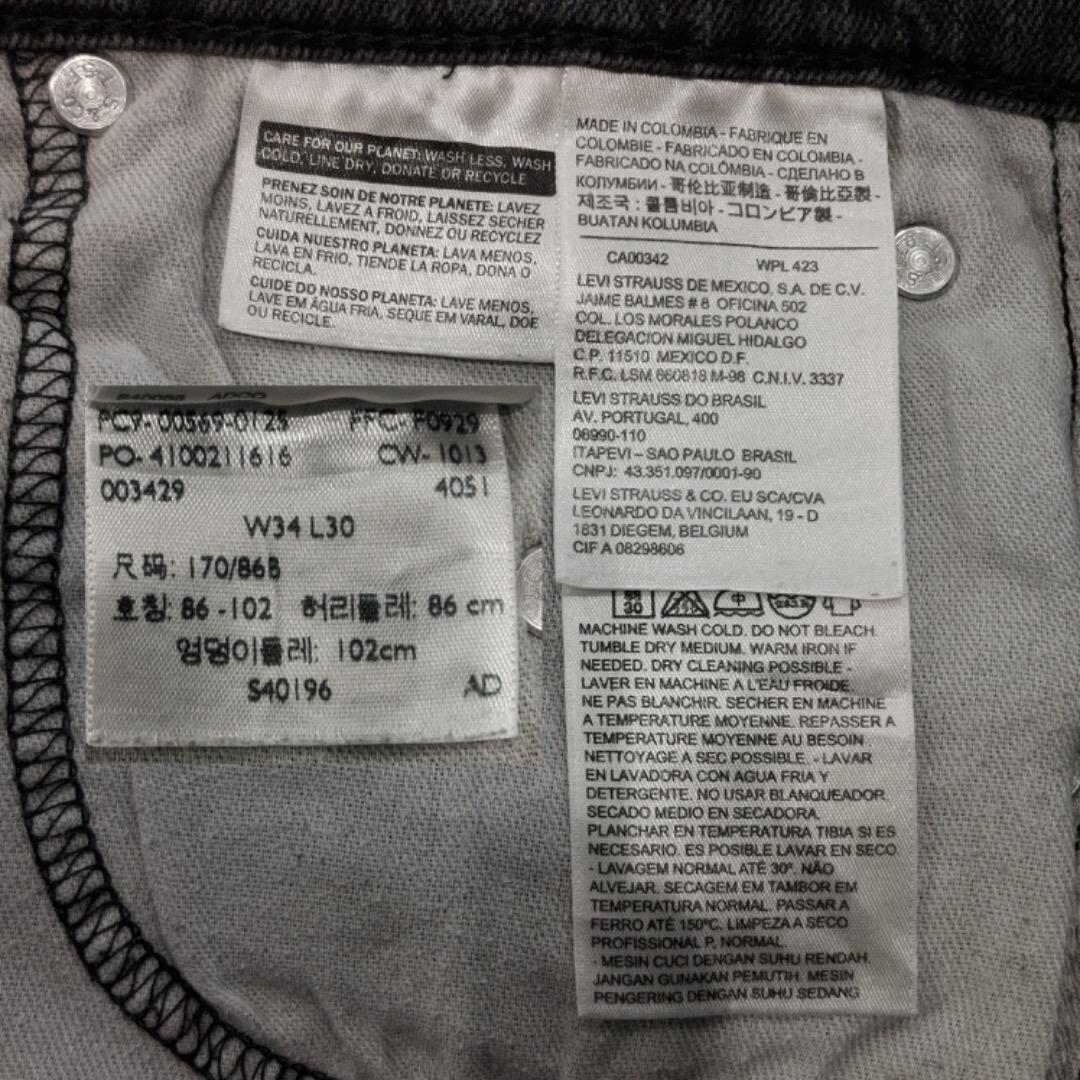 CARE FOR OUR PLANET: WASH LESS, WASH
COLD, LINE DRY, DONATE OR RECYCLE
PRENEZ SOIN DE NOTRE PLANETE: LAVEZ
MOINS, LAVEZ A FROID, LAISSEZ SECHER
NATURELLEMENT, DONNEZ OU RECYCLEZ
CUIDA NUESTRO PLANETA: LAVA MENOS,
LAVA EN FRIO, TIENDE LA ROPA, DONA O
RECICLA.
CUIDE DO NOSSO PLANETA: LAVE MENOS,
LAVE EM ÁGUA FRIA, SEQUE EM VARAL, DOE
OU RECICLE.
MADE IN COLOMBIA - FABRIQUE EN
COLOMBIE - FABRICADO EN COLOMBIA -
FABRICADO NA COLÔMBIA - СДЕЛАНО В
КОЛУМБИИ - 哥伦比亚制造 - 哥倫比亞製 -
제조국 : 콜롬비아 - コロンビア製 -
BUATAN KOLUMBIA
CA00342 WPL 423
LEVI STRAUSS DE MEXICO, S.A. DE C.V.
JAIME BALMES # 8 OFICINA 502
COL. LOS MORALES POLANCO
DELEGACION MIGUEL HIDALGO
C.P. 11510 MEXICO D.F.
R.F.C. LSM 660818 M-98 C.N.I.V. 3337
LEVI STRAUSS DO BRASIL
AV. PORTUGAL, 400
06990-110
ITAPEVI – SAO PAULO BRASIL
CNPJ: 43.351.097/0001-90
LEVI STRAUSS & CO. EU SCA/CVA
LEONARDO DA VINCILAAN, 19 - D
1831 DIEGEM, BELGIUM
CIF A 08298606
PC9-00569-0125 FFC-F0929
PO-4100211616 CW-1013
003429 4051
W34 L30
尺码: 170/86B
호칭: 86 -102 허리둘레: 86 cm
엉덩이둘레: 102cm
S40196 AD
30
MACHINE WASH COLD. DO NOT BLEACH.
TUMBLE DRY MEDIUM. WARM IRON IF
NEEDED. DRY CLEANING POSSIBLE -
LAVER EN MACHINE A L'EAU FROIDE.
NE PAS BLANCHIR. SECHER EN MACHINE
A TEMPERATURE MOYENNE. REPASSER A
TEMPERATURE MOYENNE AU BESOIN
NETTOYAGE A SEC POSSIBLE. - LAVAR
EN LAVADORA CON AGUA FRIA Y
DETERGENTE. NO USAR BLANQUEADOR.
SECADO MEDIO EN SECADORA.
PLANCHAR EN TEMPERATURA TIBIA SI ES
NECESARIO. ES POSIBLE LAVAR EN SECO
- LAVAGEM NORMAL ATÉ 30º. NÃO
ALVEJAR. SECAGEM EM TAMBOR EM
TEMPERATURA NORMAL. PASSAR A
FERRO ATÉ 150ºC. LIMPEZA A SECO
PROFISSIONAL P, NORMAL.
- MESIN CUCI DENGAN SUHU RENDAH.
JANGAN GUNAKAN PEMUTIH. MESIN
PENGERING DENGAN SUHU SEDANG